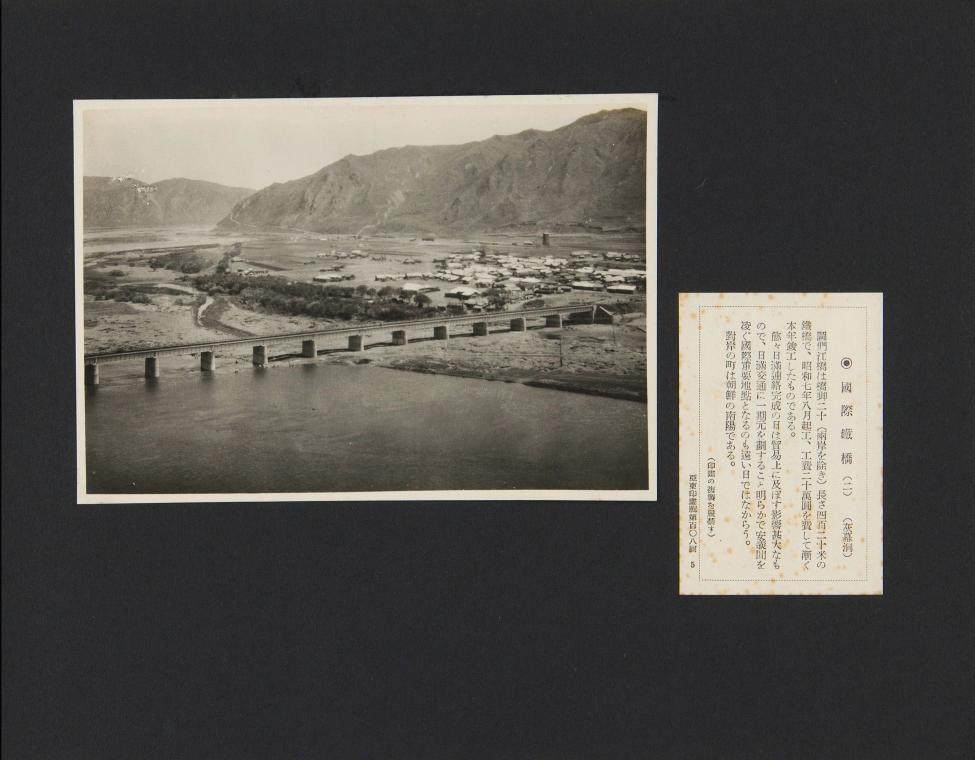 ◉國際鐵橋(二)(灰幕洞)
圖們江橋は橋脚二十(兩岸を除き)長さ四百二十米の
鐵橋で、昭和七年八月起工、工費二十萬圓を費して漸く
本年竣工したものである。
愈々日滿連絡完成の日は貿易上に及ぼす影響甚大なも
ので、日滿交通に一期元を劃すること明らかで安義間を
凌ぐ國際重要地點となるのも遠い日ではなからう。
對岸の町は朝鮮の南陽である。
(印畫の複製を嚴禁す)
亞東印畫輯第百〇八回 5